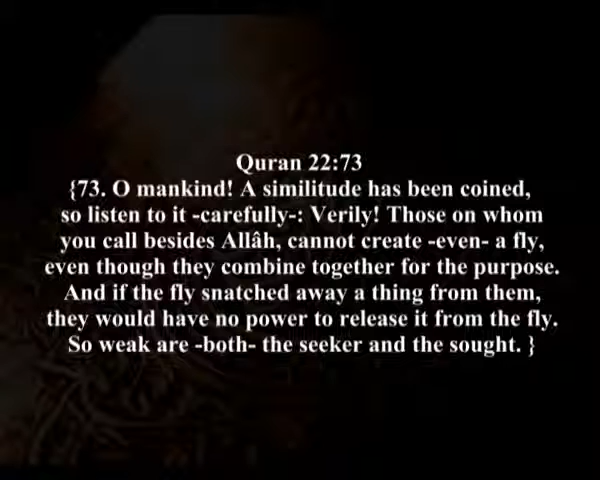 Quran 22:73
{73. O mankind! A similitude has been coined,
so listen to it -carefully-: Verily! Those on whom
you call besides Allâh, cannot create -even- a fly,
even though they combine together for the purpose.
And if the fly snatched away a thing from them,
they would have no power to release it from the fly.
So weak are -both- the seeker and the sought. }